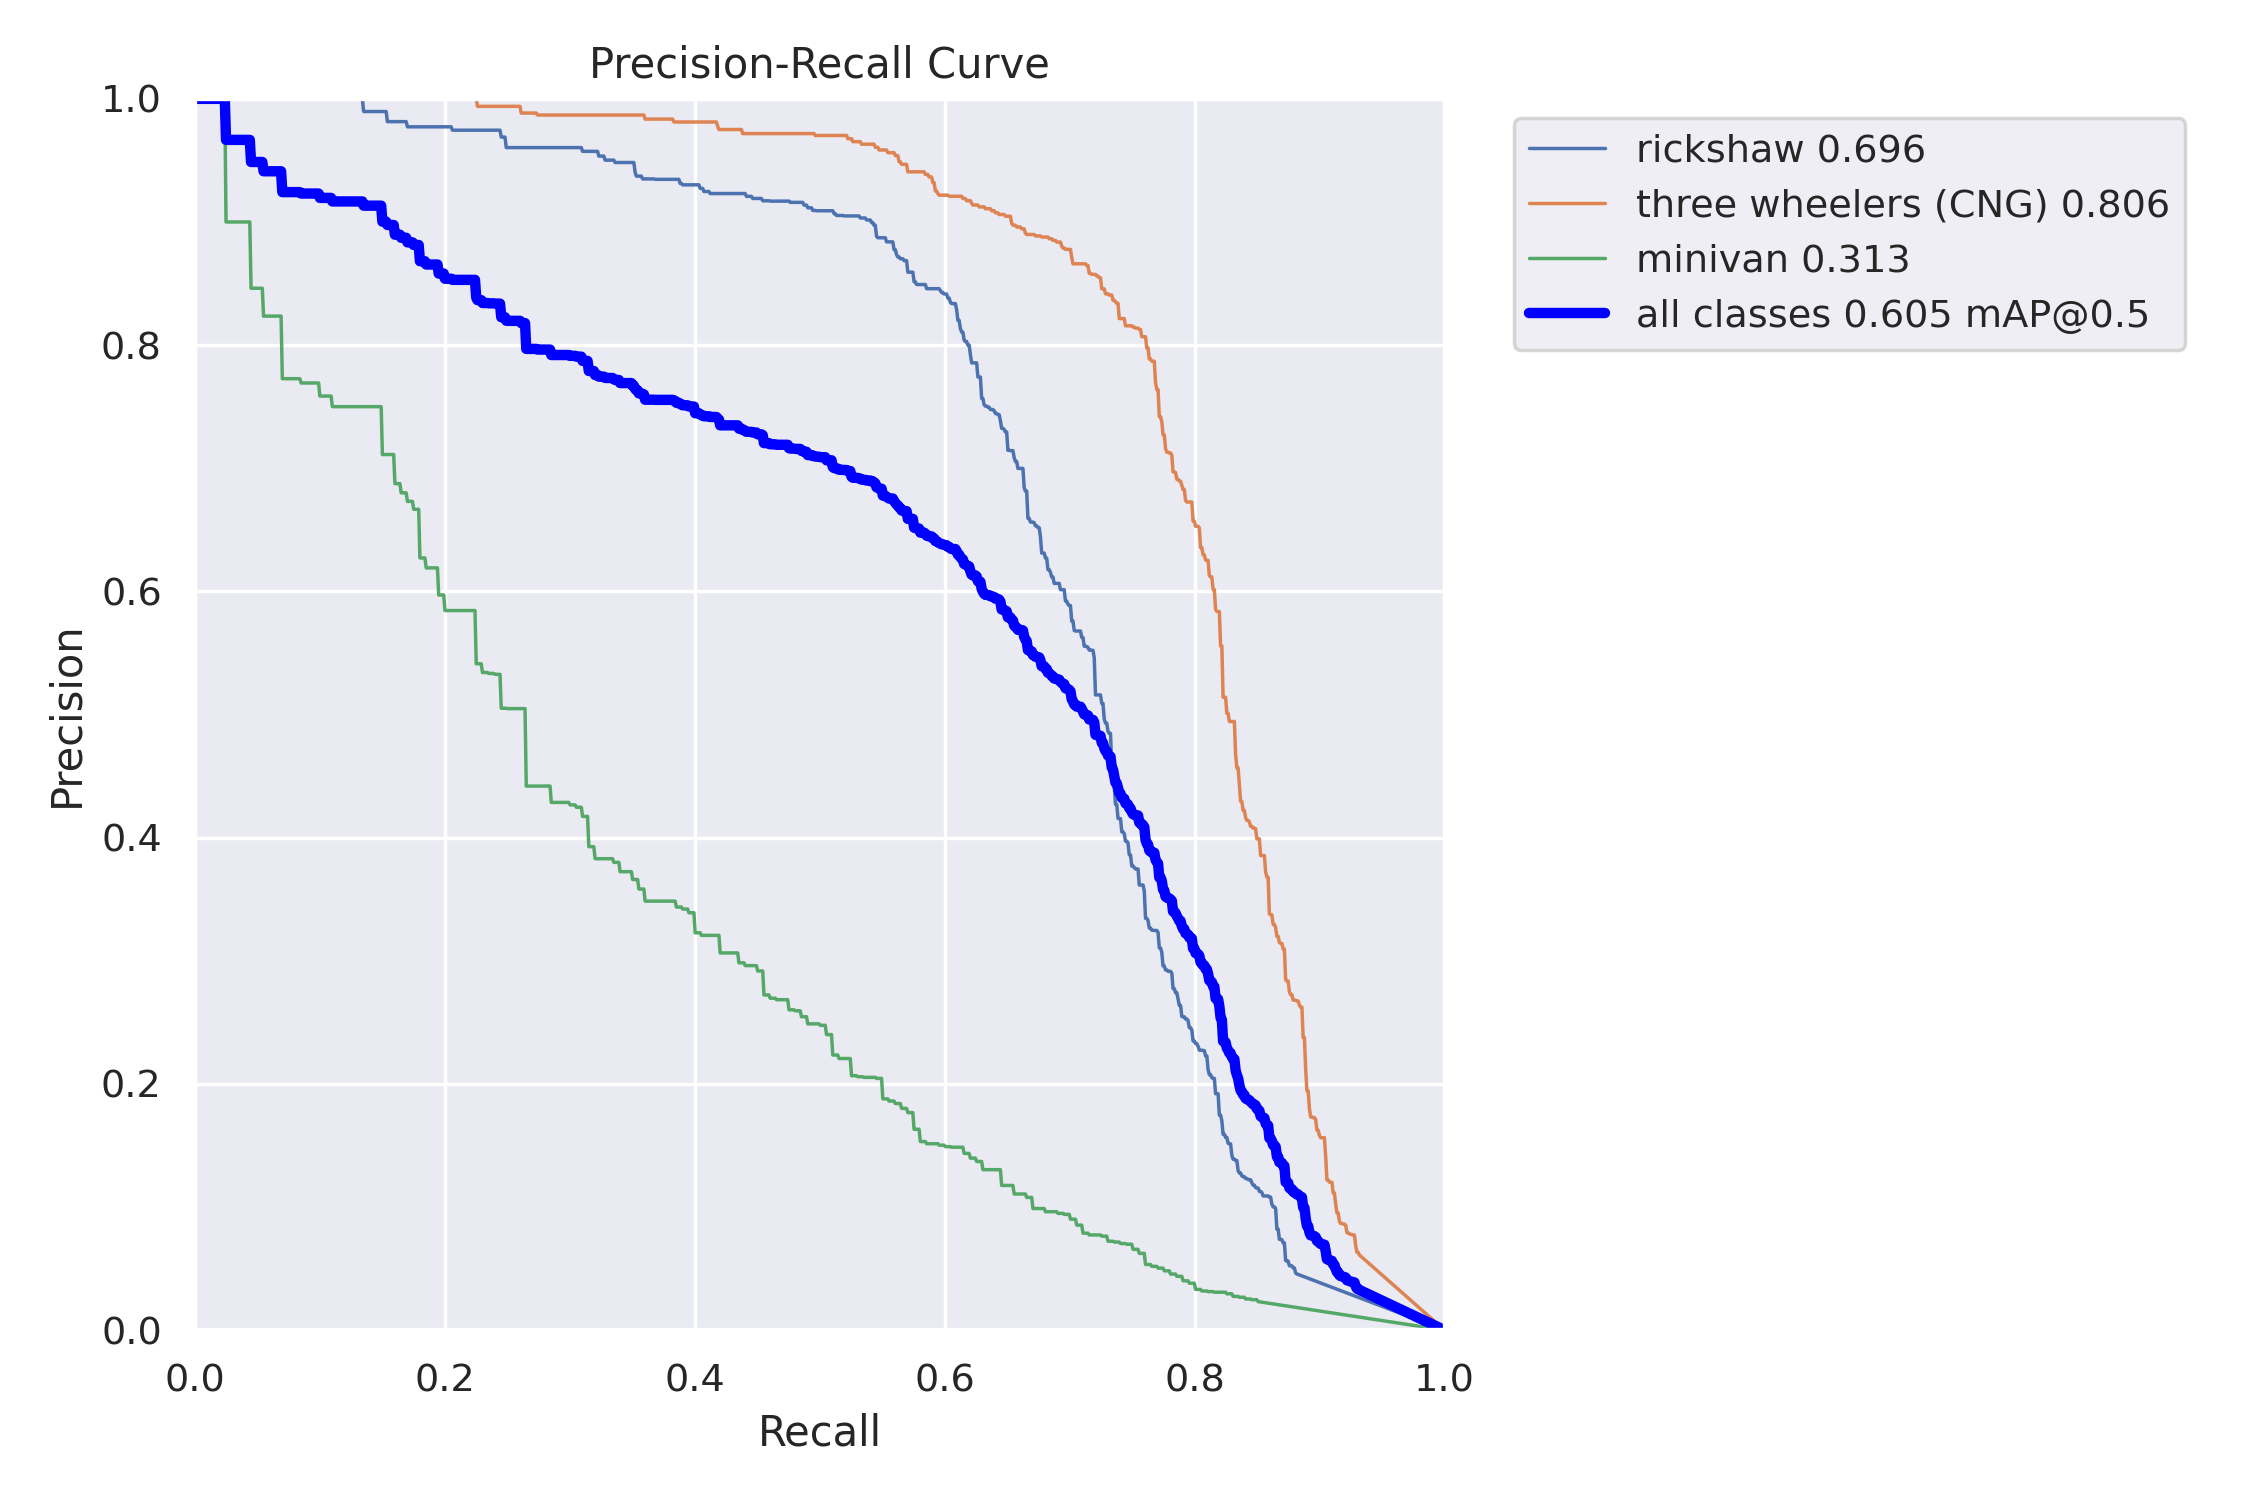 Precision-Recall Curve
1.0
0.8
0.6
0.4
0.2
0.0
Precision
0.0 0.2 0.4 0.6 0.8 1.0
Recall
rickshaw 0.696
three wheelers (CNG) 0.806
minivan 0.313
all classes 0.605 mAP@0.5